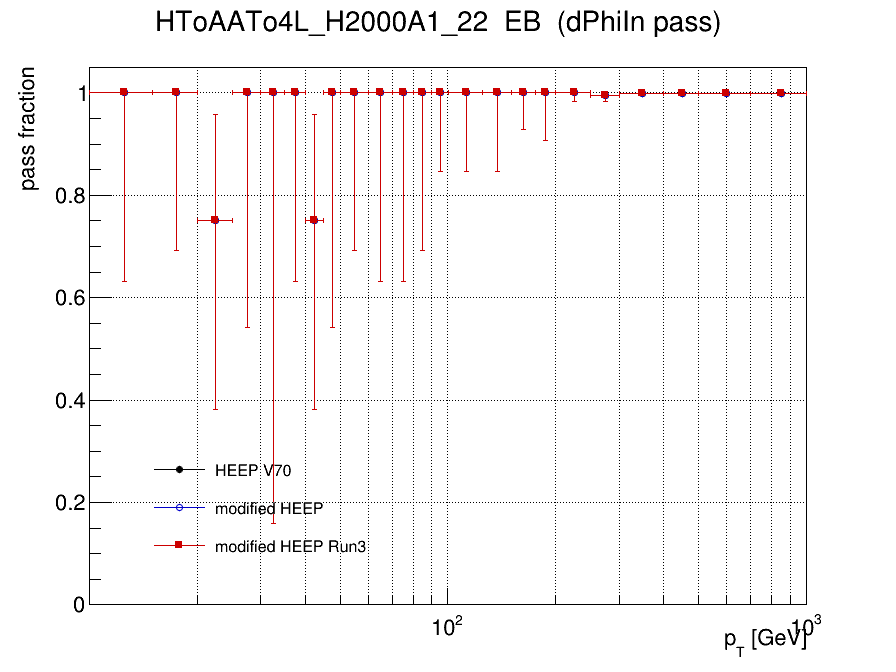 HToAATo4L_H2000A1_22 EB (dPhiIn pass)
pass fraction
1
0.8
0.6
0.4
0.2
0
HEEP V70
modified HEEP
modified HEEP Run3
10²
10³
p_T [GeV]